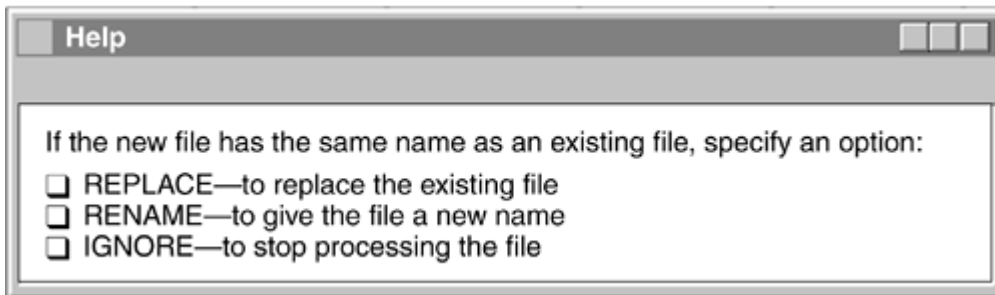 Help
If the new file has the same name as an existing file, specify an option:
❏ REPLACE—to replace the existing file
❏ RENAME—to give the file a new name
❏ IGNORE—to stop processing the file